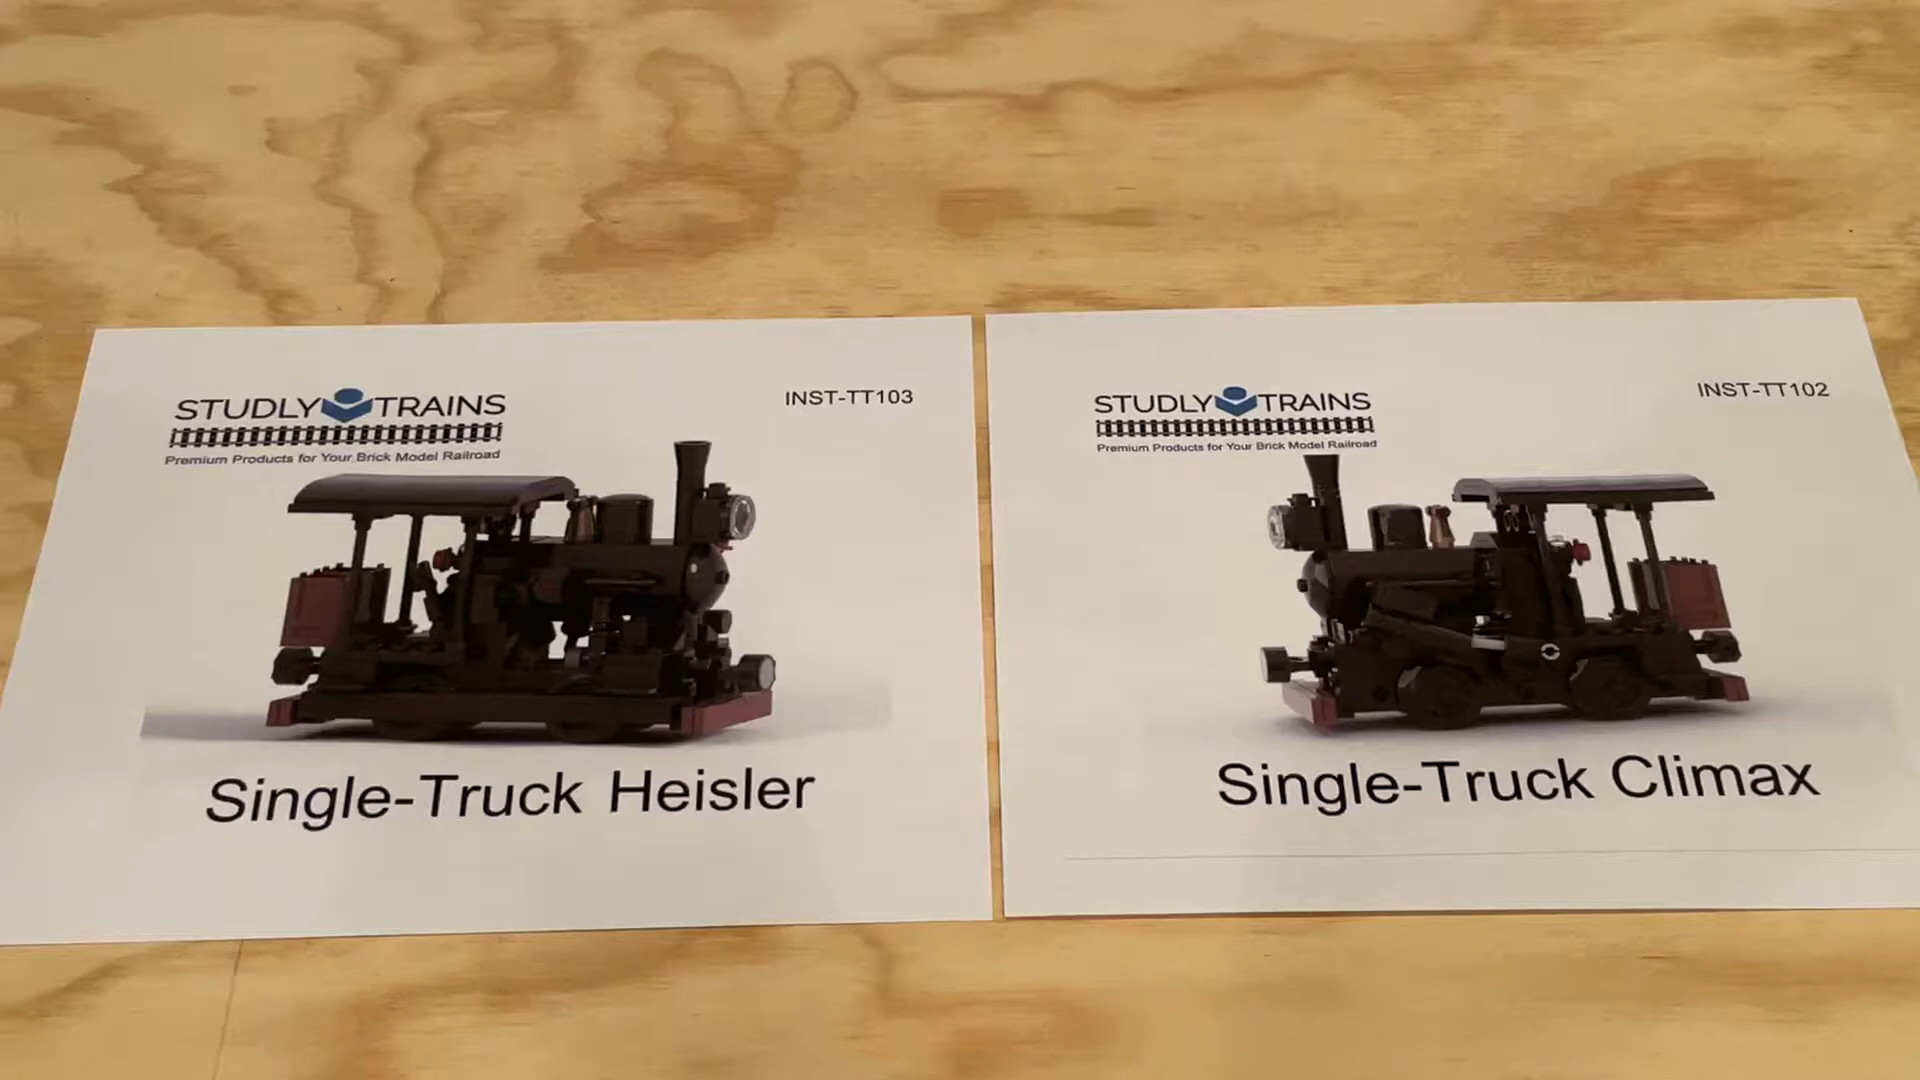 STUDLY TRAINS
Premium Products for Your Brick Model Railroad
INST-TT103
Single-Truck Heisler
STUDLY TRAINS
Premium Products for Your Brick Model Railroad
INST-TT102
Single-Truck Climax